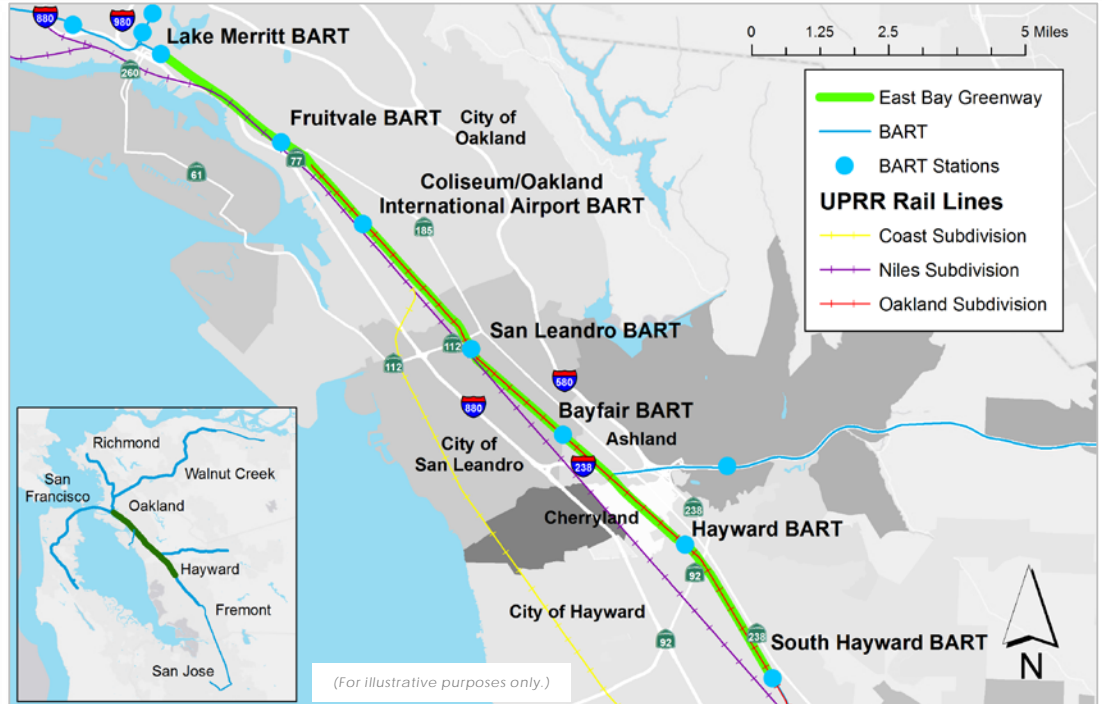 880
980
Lake Merritt BART
260
0 1.25 2.5 5 Miles
East Bay Greenway
BART
BART Stations
UPRR Rail Lines
Coast Subdivision
Niles Subdivision
Oakland Subdivision
Fruitvale BART
City of
Oakland
77
61
Coliseum/Oakland
International Airport BART
185
San Leandro BART
112
112
580
880
Bayfair BART
Ashland
City of
San Leandro
238
Cherryland
238
Hayward BART
92
City of Hayward
92
238
South Hayward BART
N
Richmond
Walnut Creek
San
Francisco
Oakland
Hayward
Fremont
San Jose
(For illustrative purposes only.)